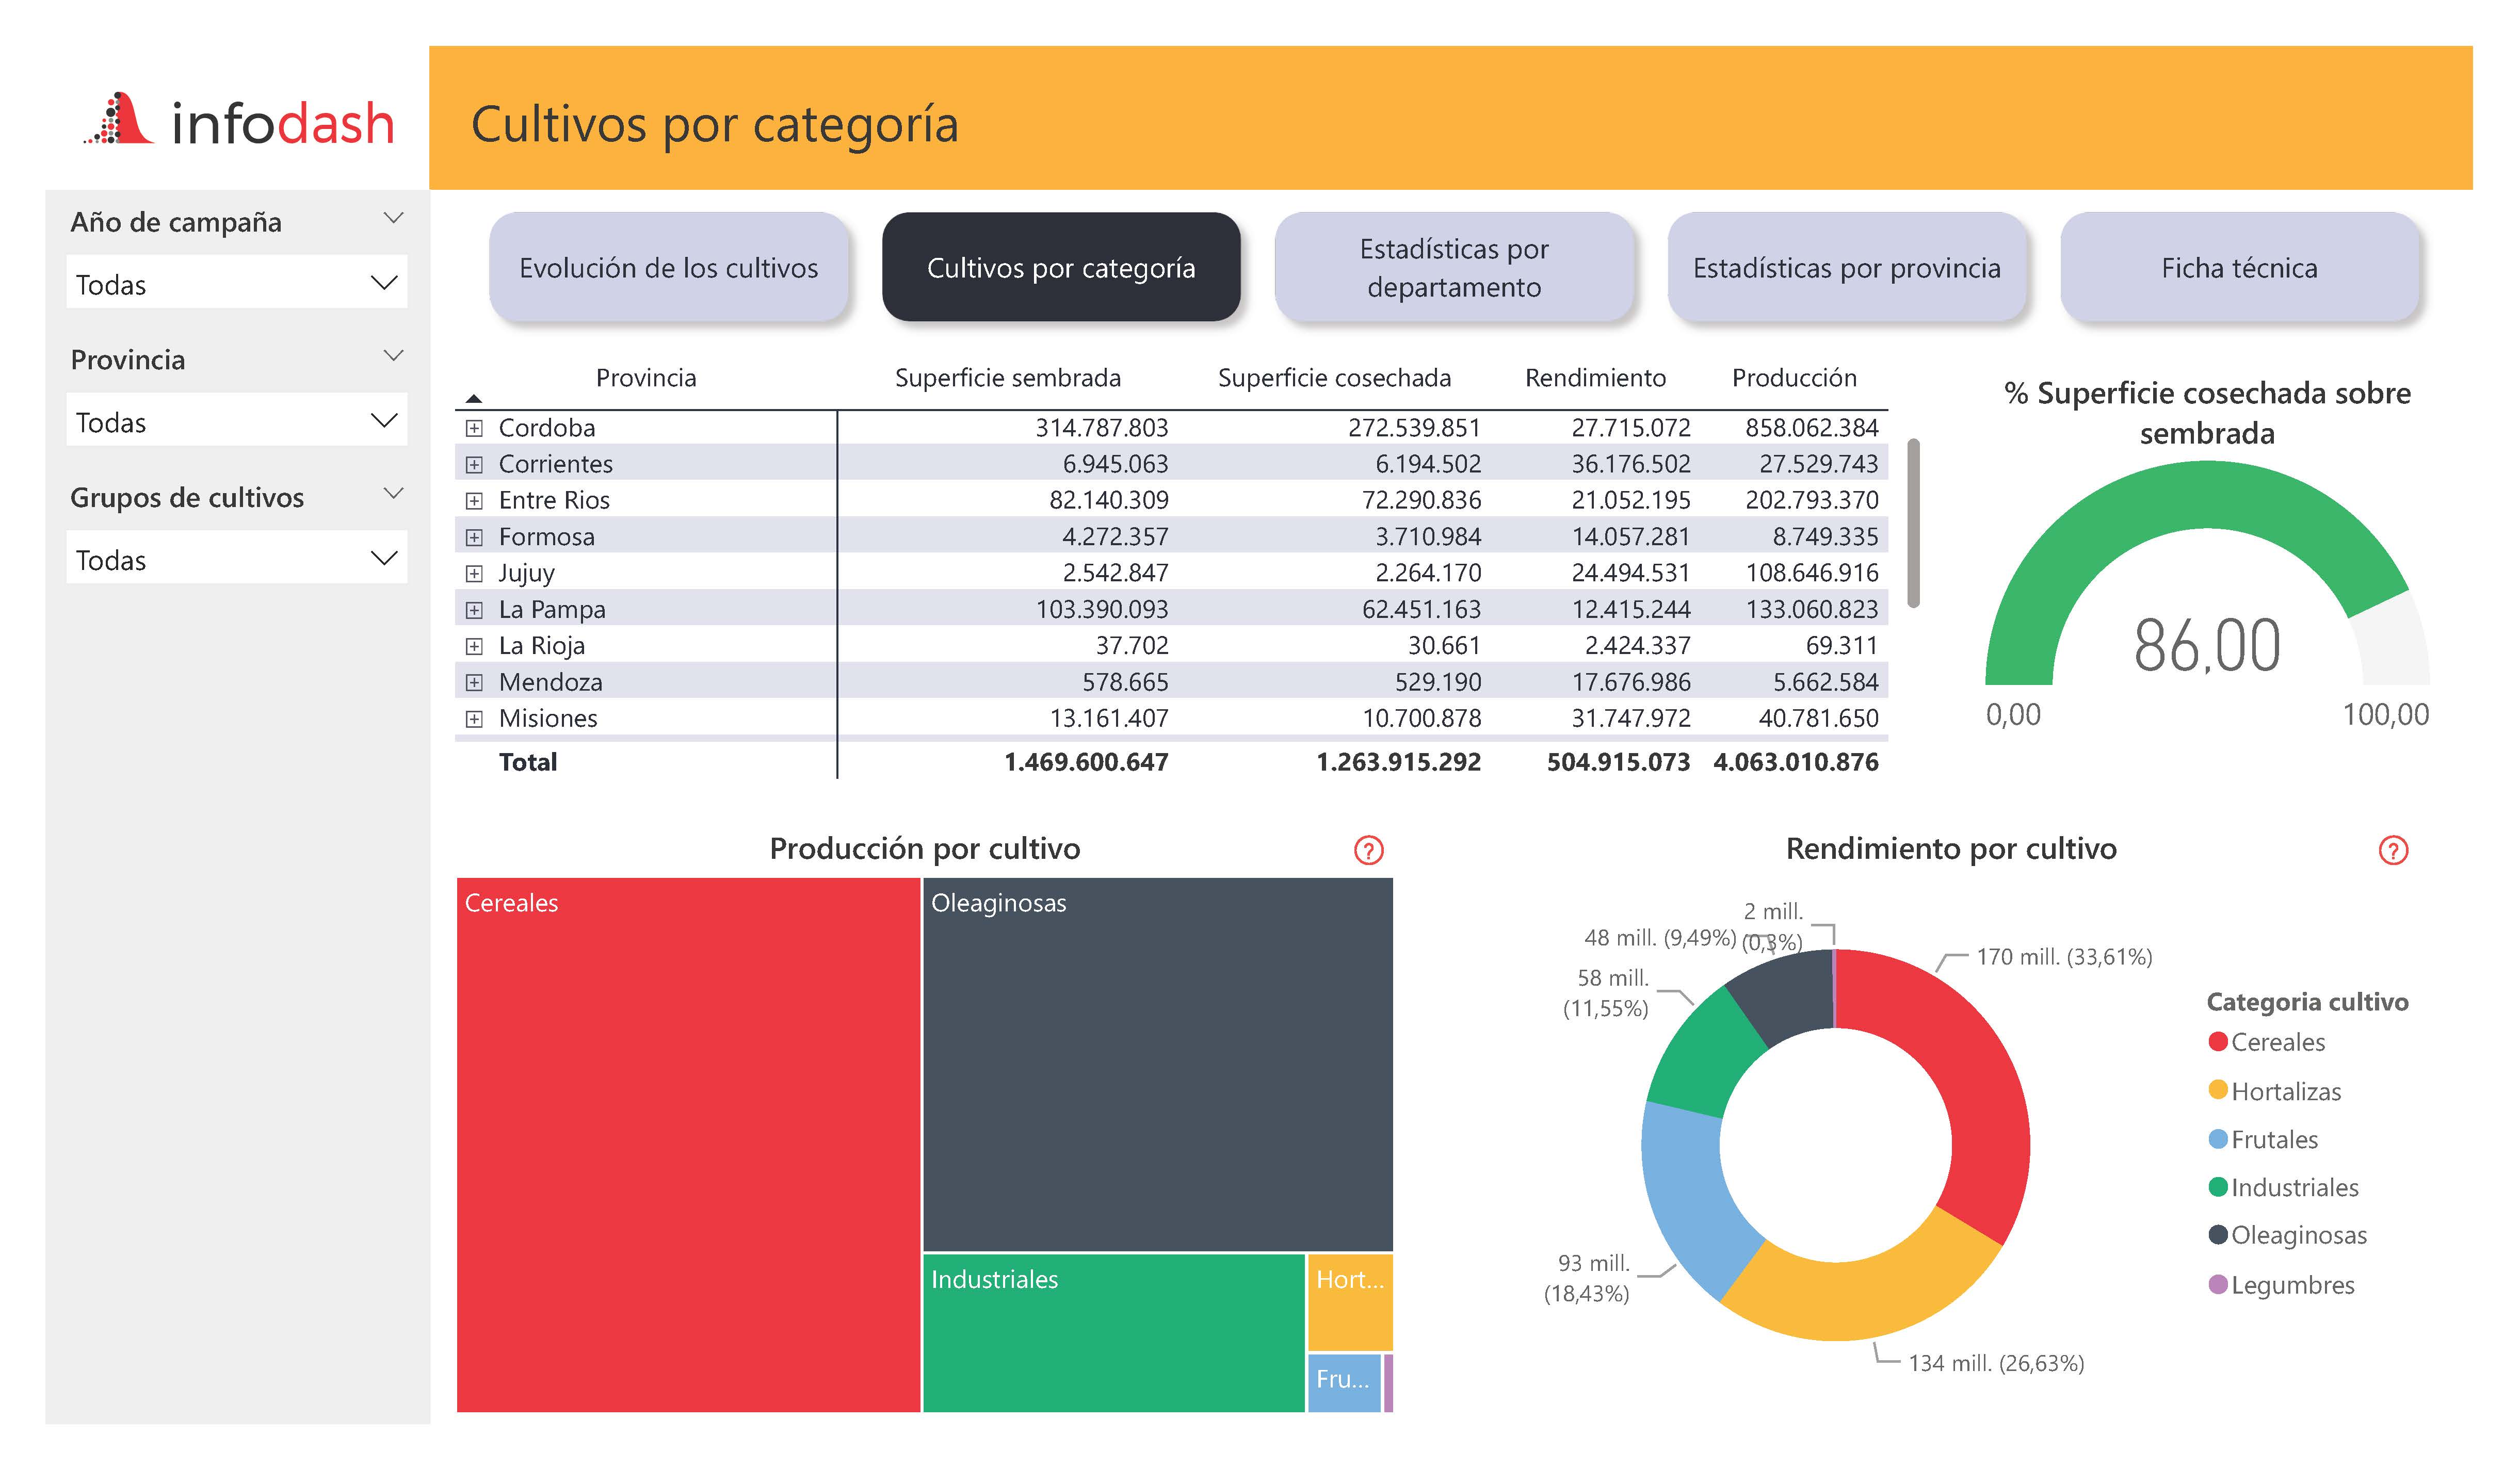 infodash
Cultivos por categoría
Año de campaña
Todas
Provincia
Todas
Grupos de cultivos
Todas
Evolución de los cultivos
Cultivos por categoría
Estadísticas por
departamento
Estadísticas por provincia
Ficha técnica
Provincia Superficie sembrada Superficie cosechada Rendimiento Producción
Cordoba 314.787.803 272.539.851 27.715.072 858.062.384
Corrientes 6.945.063 6.194.502 36.176.502 27.529.743
Entre Rios 82.140.309 72.290.836 21.052.195 202.793.370
Formosa 4.272.357 3.710.984 14.057.281 8.749.335
Jujuy 2.542.847 2.264.170 24.494.531 108.646.916
La Pampa 103.390.093 62.451.163 12.415.244 133.060.823
La Rioja 37.702 30.661 2.424.337 69.311
Mendoza 578.665 529.190 17.676.986 5.662.584
Misiones 13.161.407 10.700.878 31.747.972 40.781.650
Total 1.469.600.647 1.263.915.292 504.915.073 4.063.010.876
% Superficie cosechada sobre
sembrada
86,00
0,00 100,00
Producción por cultivo ?
Cereales
Oleaginosas
Industriales
Hort...
Fru...
Rendimiento por cultivo ?
2 mill.
(0,3%)
48 mill. (9,49%)
58 mill.
(11,55%)
170 mill. (33,61%)
93 mill.
(18,43%)
134 mill. (26,63%)
Categoria cultivo
Cereales
Hortalizas
Frutales
Industriales
Oleaginosas
Legumbres